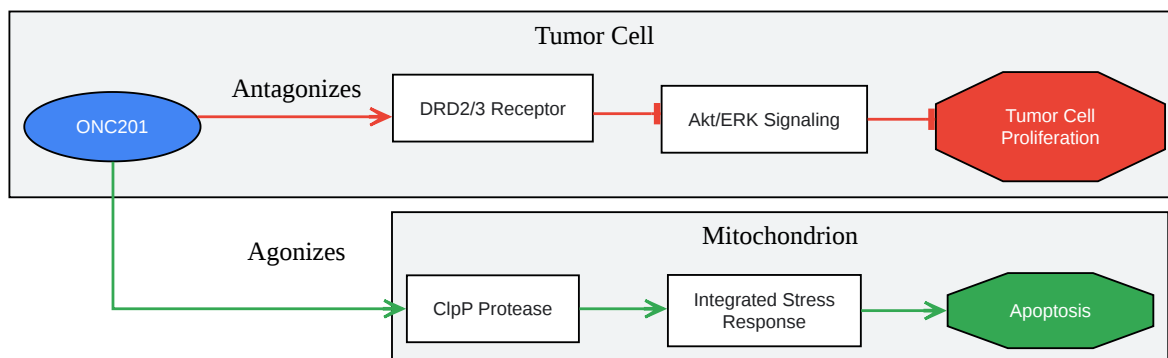 Tumor Cell
Antagonizes
ONC201
DRD2/3 Receptor
Akt/ERK Signaling
Tumor Cell
Proliferation
Agonizes
Mitochondrion
ClpP Protease
Integrated Stress
Response
Apoptosis